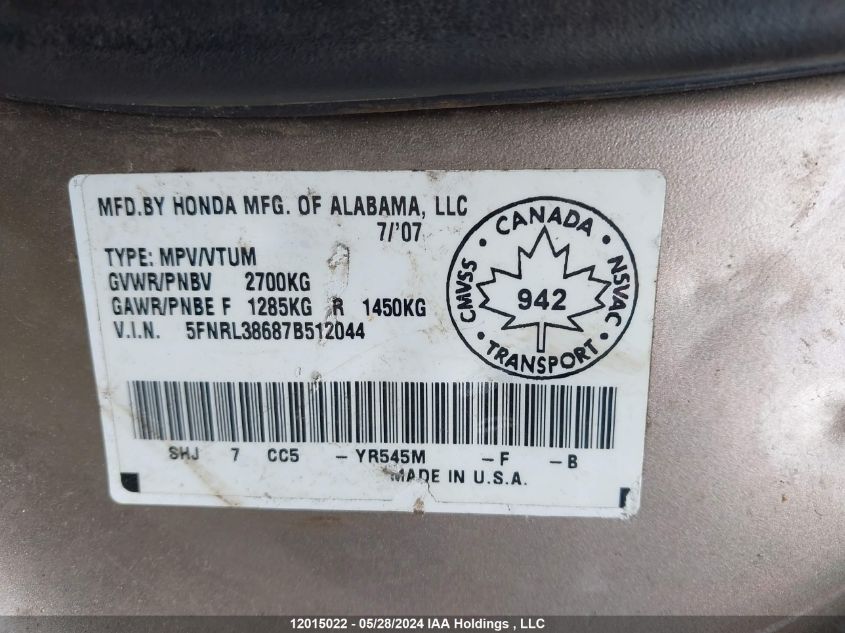 MFD.BY HONDA MFG. OF ALABAMA, LLC
7/'07
TYPE: MPV/VTUM
GVWR/PNBV 2700KG
GAWR/PNBE F 1285KG R 1450KG
V.I.N. 5FNRL38687B512044
CANADA
CMVSS • NSVAC
942
TRANSPORT
SHJ 7 CC5 -YR545M -F -B
MADE IN U.S.A.
12015022 - 05/28/2024 IAA Holdings , LLC